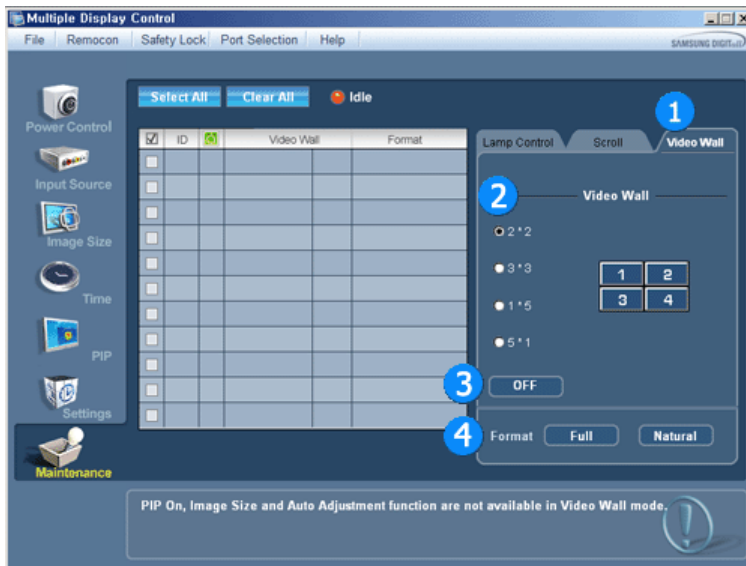 Multiple Display Control
File Remocon Safety Lock Port Selection Help
SAMSUNG DIGITall
Select All Clear All Idle
Power Control
Input Source
Image Size
Time
PIP
Settings
Maintenance
ID Video Wall Format
1
Lamp Control Scroll Video Wall
2
Video Wall
2 * 2
3 * 3
1 * 5
5 * 1
1 2
3 4
3
OFF
4
Format Full Natural
PIP On, Image Size and Auto Adjustment function are not available in Video Wall mode.